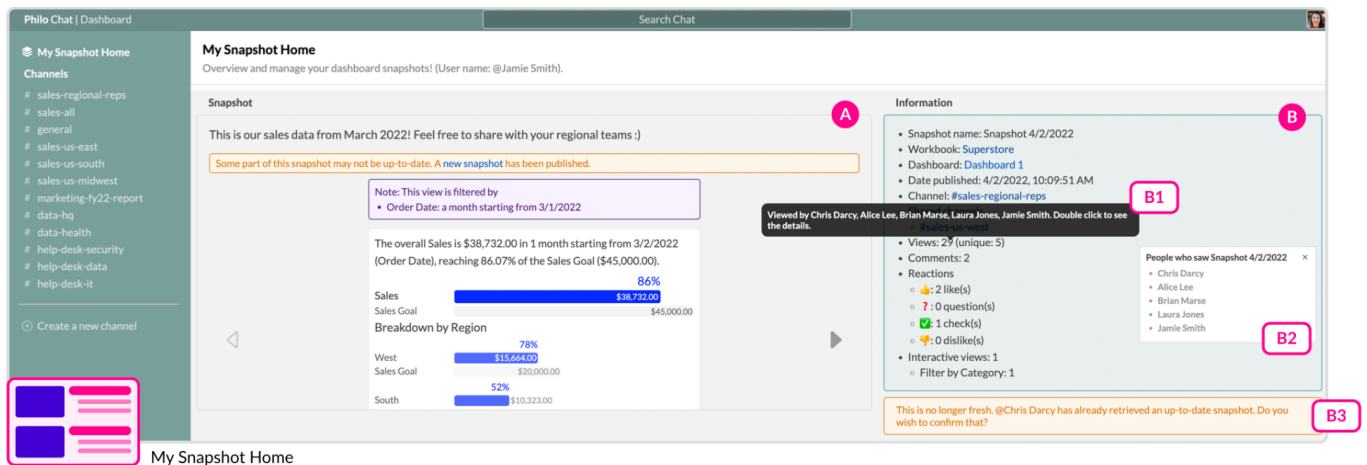 Philo Chat | Dashboard
Search Chat
My Snapshot Home
Channels
# sales-regional-reps
# sales-all
# general
# sales-us-east
# sales-us-south
# sales-us-midwest
# marketing-fy22-report
# data-hq
# data-health
# help-desk-security
# help-desk-data
# help-desk-it
Create a new channel
My Snapshot Home
Overview and manage your dashboard snapshots! (User name: @Jamie Smith).
Snapshot
A
This is our sales data from March 2022! Feel free to share with your regional teams :)
Some part of this snapshot may not be up-to-date. A new snapshot has been published.
Note: This view is filtered by
• Order Date: a month starting from 3/1/2022
The overall Sales is $38,732.00 in 1 month starting from 3/2/2022
(Order Date), reaching 86.07% of the Sales Goal ($45,000.00).
86%
Sales $38,732.00
Sales Goal $45,000.00
Breakdown by Region
78%
West $15,664.00
Sales Goal $20,000.00
52%
South $10,323.00
Information
B
• Snapshot name: Snapshot 4/2/2022
• Workbook: Superstore
• Dashboard: Dashboard 1
• Date published: 4/2/2022, 10:09:51 AM
• Channel: #sales-regional-reps
B1
Viewed by Chris Darcy, Alice Lee, Brian Marse, Laura Jones, Jamie Smith. Double click to see
the details.
#sales-us-west
• Views: 29 (unique: 5)
• Comments: 2
• Reactions
👍: 2 like(s)
❓: 0 question(s)
✅: 1 check(s)
👎: 0 dislike(s)
• Interactive views: 1
Filter by Category: 1
People who saw Snapshot 4/2/2022 ×
• Chris Darcy
• Alice Lee
• Brian Marse
• Laura Jones
• Jamie Smith
B2
This is no longer fresh. @Chris Darcy has already retrieved an up-to-date snapshot. Do you
wish to confirm that?
B3
My Snapshot Home